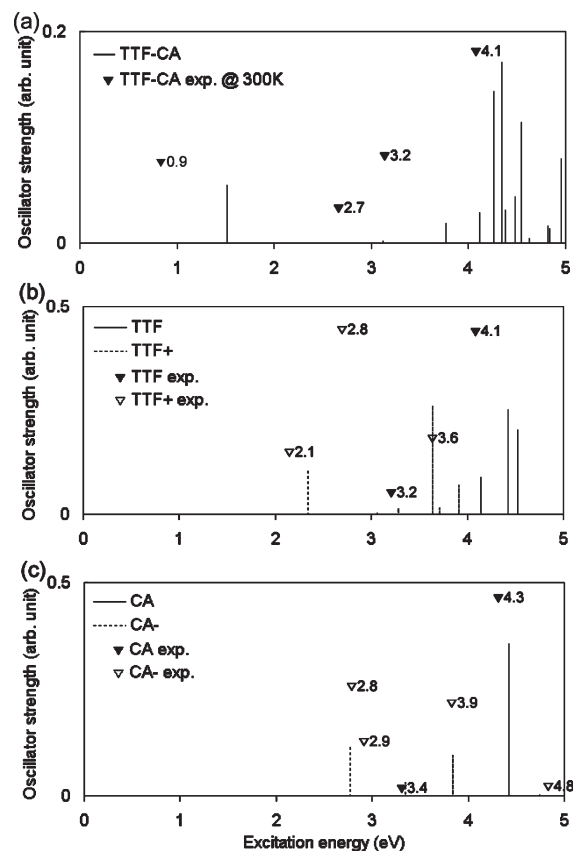 (a)
0.2
Oscillator strength (arb. unit)
TTF-CA
TTF-CA exp. @ 300K
4.1
3.2
0.9
2.7
0
0 1 2 3 4 5
(b)
0.5
Oscillator strength (arb. unit)
TTF
TTF+
TTF exp.
TTF+ exp.
2.8
4.1
2.1
3.6
3.2
0
0 1 2 3 4 5
(c)
0.5
Oscillator strength (arb. unit)
CA
CA-
CA exp.
CA- exp.
4.3
2.8
3.9
2.9
3.4
4.8
0
0 1 2 3 4 5
Excitation energy (eV)